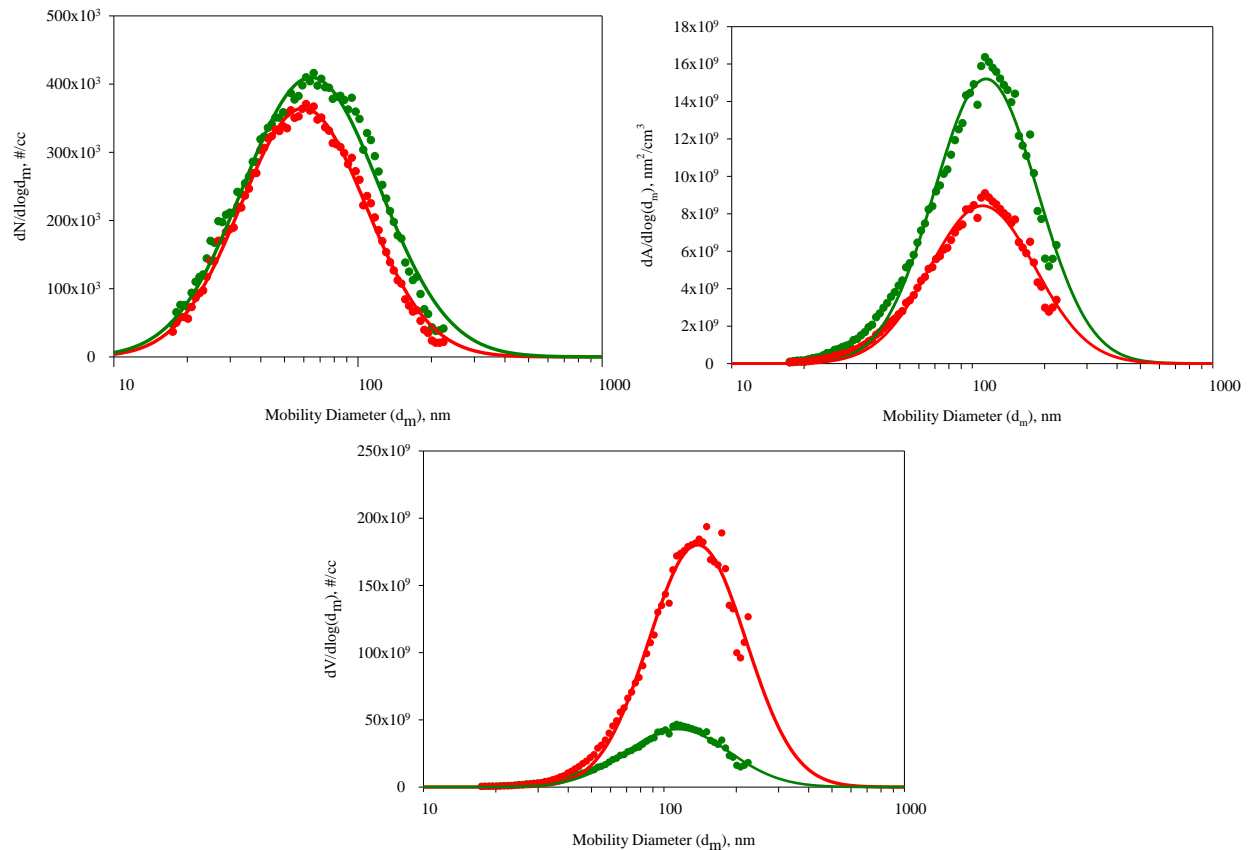 500x10³
400x10³
300x10³
200x10³
100x10³
0
10
100
1000
dN/dlogdₘ, #/cc
Mobility Diameter (dₘ), nm
18x10⁹
16x10⁹
14x10⁹
12x10⁹
10x10⁹
8x10⁹
6x10⁹
4x10⁹
2x10⁹
0
10
100
1000
dA/dlog(dₘ), nm²/cm³
Mobility Diameter (dₘ), nm
250x10⁹
200x10⁹
150x10⁹
100x10⁹
50x10⁹
0
10
100
1000
dV/dlog(dₘ), #/cc
Mobility Diameter (dₘ), nm